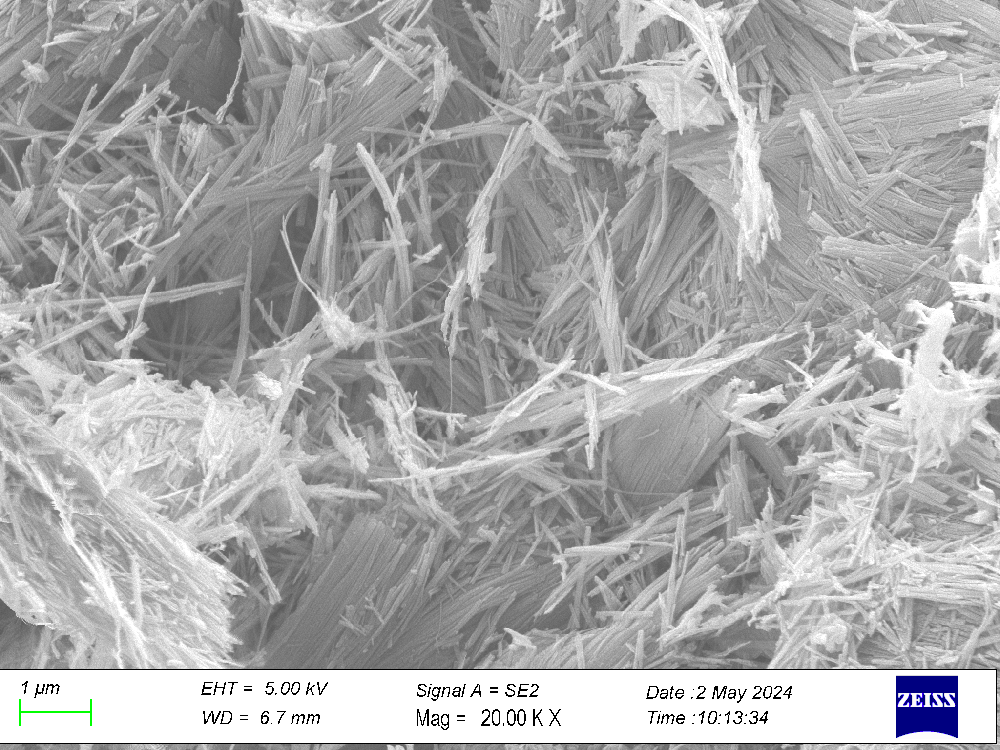 1 µm
EHT = 5.00 kV
WD = 6.7 mm
Signal A = SE2
Mag = 20.00 K X
Date :2 May 2024
Time :10:13:34
ZEISS